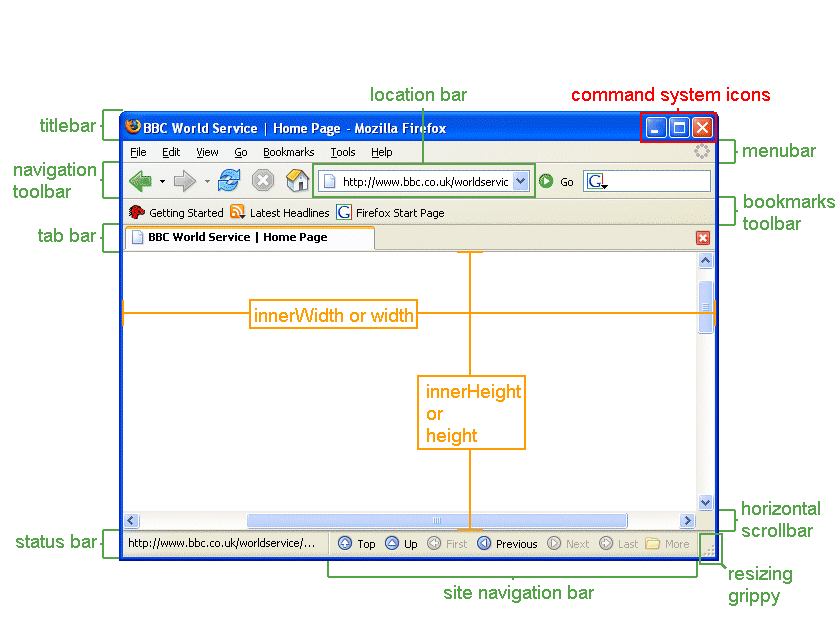 location bar
command system icons
titlebar
BBC World Service | Home Page - Mozilla Firefox
File Edit View Go Bookmarks Tools Help
menubar
navigation
toolbar
http://www.bbc.co.uk/worldservic
Go
G
bookmarks
toolbar
Getting Started
Latest Headlines
G
Firefox Start Page
tab bar
BBC World Service | Home Page
innerWidth or width
innerHeight
or
height
horizontal
scrollbar
status bar
http://www.bbc.co.uk/worldservice/...
Top Up First Previous Next Last More
resizing
grippy
site navigation bar